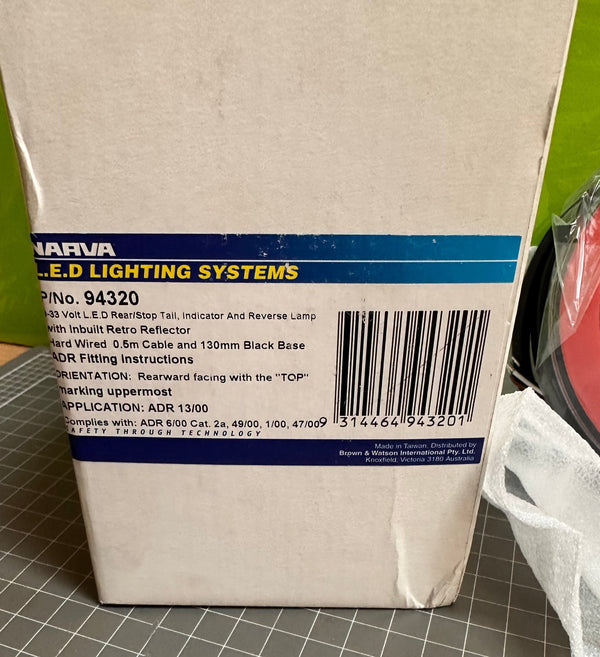 NARVA
L.E.D LIGHTING SYSTEMS
P/No. 94320
9-33 Volt L.E.D Rear/Stop Tail, Indicator And Reverse Lamp
with Inbuilt Retro Reflector
Hard Wired 0.5m Cable and 130mm Black Base
ADR Fitting Instructions
ORIENTATION: Rearward facing with the "TOP"
marking uppermost
APPLICATION: ADR 13/00
Complies with: ADR 6/00 Cat. 2a, 49/00, 1/00, 47/00
SAFETY THROUGH TECHNOLOGY
9 314464 943201
Made in Taiwan. Distributed by
Brown & Watson International Pty. Ltd.
Knoxfield, Victoria 3180 Australia